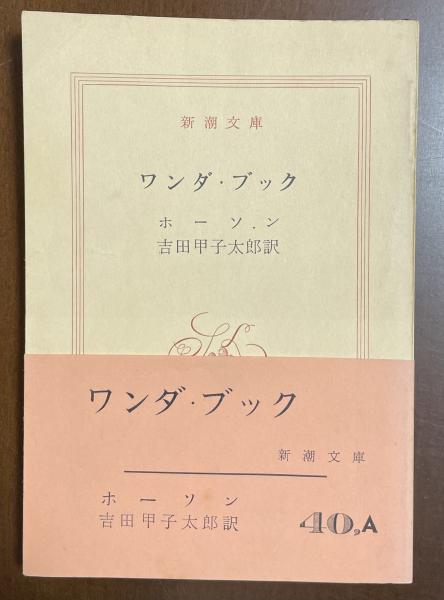 新潮文庫
ワンダ・ブック
ホーソン
吉田甲子太郎訳
ワンダ・ブック
新潮文庫
ホーソン
吉田甲子太郎訳
40,A